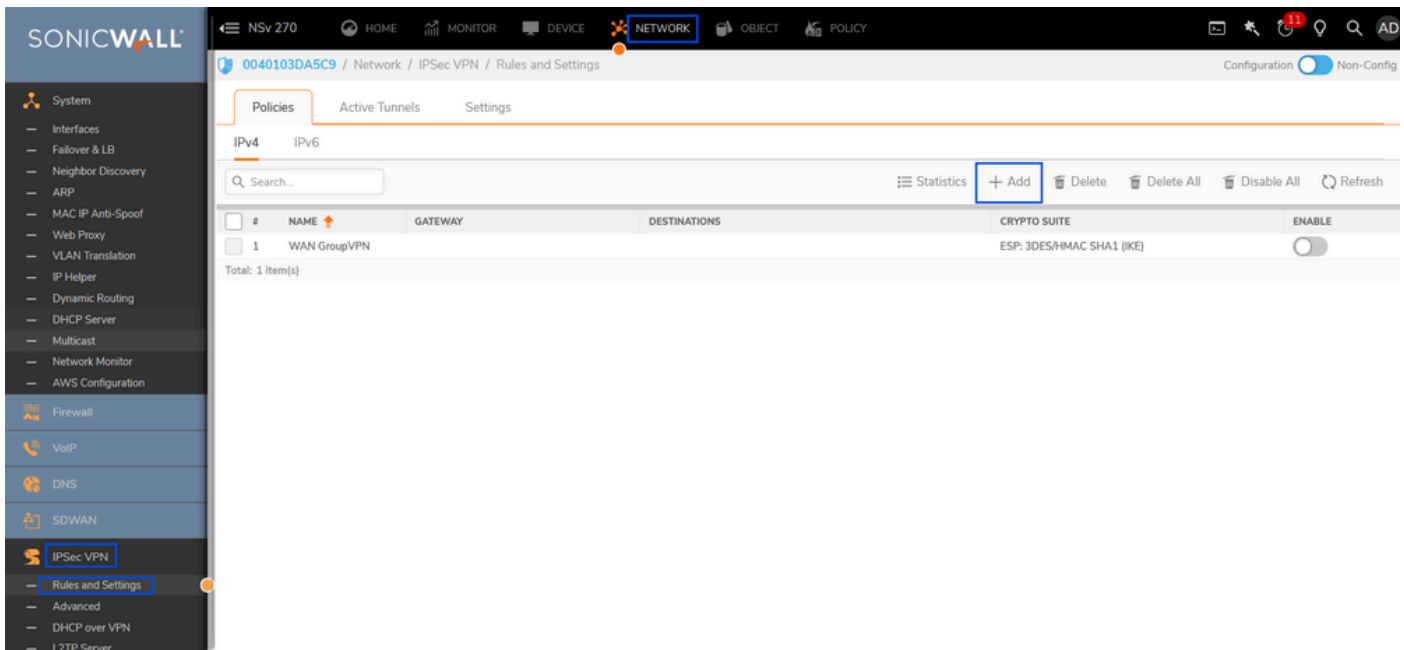 SONICWALL
NSv 270 HOME MONITOR DEVICE NETWORK OBJECT POLICY 11 AD
0040103DA5C9 / Network / IPSec VPN / Rules and Settings Configuration Non-Config
System
Interfaces
Failover & LB
Neighbor Discovery
ARP
MAC IP Anti-Spoof
Web Proxy
VLAN Translation
IP Helper
Dynamic Routing
DHCP Server
Multicast
Network Monitor
AWS Configuration
Firewall
VoIP
DNS
SDWAN
IPSec VPN
Rules and Settings
Advanced
DHCP over VPN
L2TP Server
Policies Active Tunnels Settings
IPv4 IPv6
Search... Statistics + Add Delete Delete All Disable All Refresh
# NAME GATEWAY DESTINATIONS CRYPTO SUITE ENABLE
1 WAN GroupVPN ESP: 3DES/HMAC SHA1 (IKE)
Total: 1 item(s)